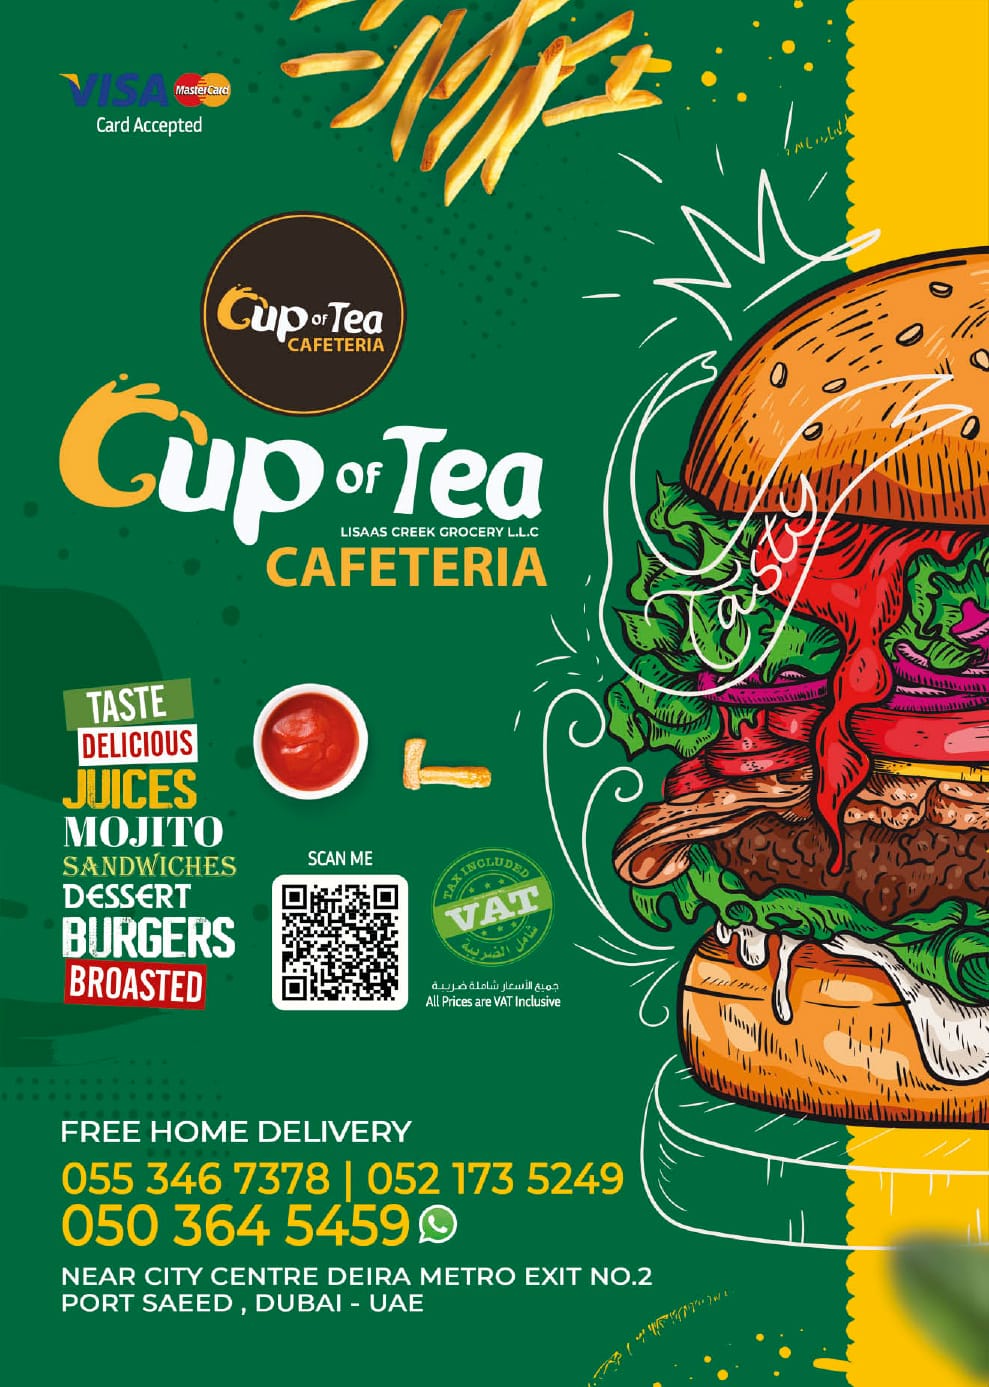 VISA MasterCard
Card Accepted
Cup OF Tea
CAFETERIA
Cup OF Tea
LISAAS CREEK GROCERY L.L.C
CAFETERIA
Tasty
TASTE
DELICIOUS
JUICES
MOJITO
SANDWICHES
DESSERT
BURGERS
BROASTED
SCAN ME
TAX INCLUDED
VAT
شامل الضريبة
جميع الأسعار شاملة ضريبة
All Prices are VAT Inclusive
FREE HOME DELIVERY
055 346 7378 | 052 173 5249
050 364 5459
NEAR CITY CENTRE DEIRA METRO EXIT NO.2
PORT SAEED , DUBAI - UAE